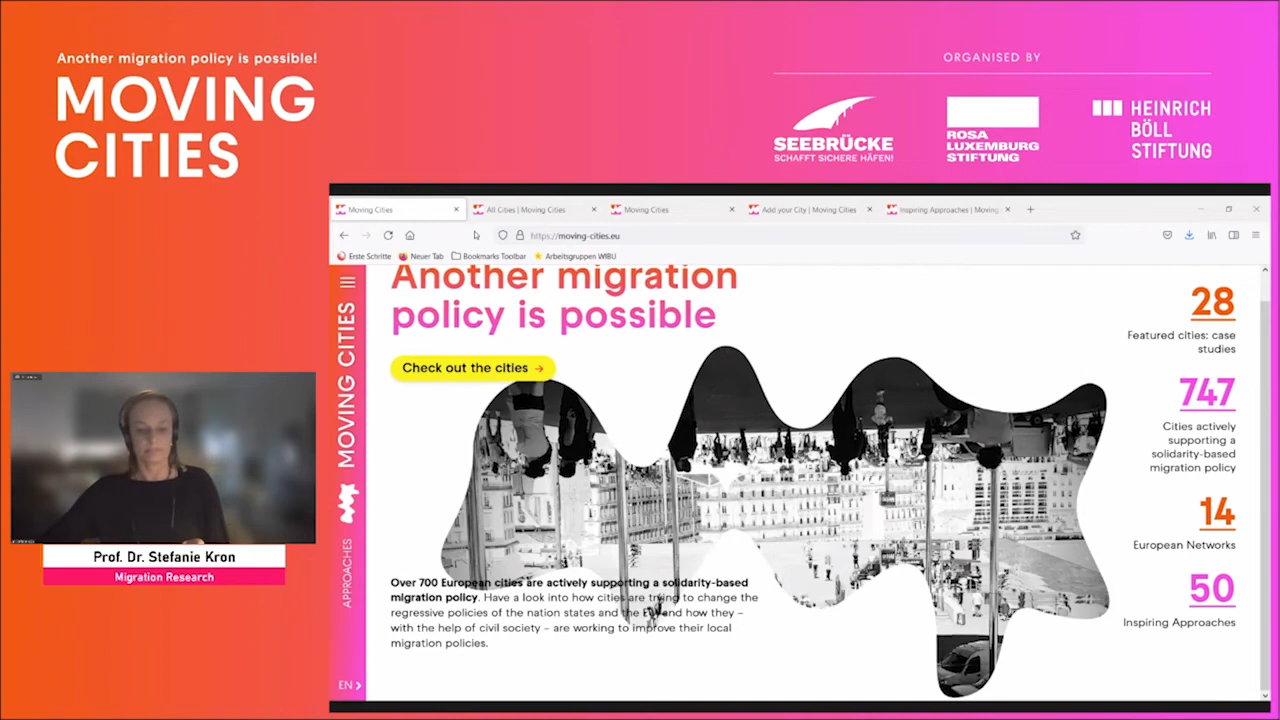 Another migration policy is possible!
MOVING
CITIES
ORGANISED BY
SEEBRÜCKE
SCHAFFT SICHERE HÄFEN!
ROSA
LUXEMBURG
STIFTUNG
HEINRICH
BÖLL
STIFTUNG
Moving Cities
All Cities | Moving Cities
Moving Cities
Add your City | Moving Cities
Inspiring Approaches | Moving
https://moving-cities.eu
Erste Schritte
Neuer Tab
Bookmarks Toolbar
Arbeitsgruppen WIBU
MOVING CITIES
APPROACHES
EN
Another migration
policy is possible
Check out the cities →
28
Featured cities: case
studies
747
Cities actively
supporting a
solidarity-based
migration policy
14
European Networks
50
Inspiring Approaches
Over 700 European cities are actively supporting a solidarity-based
migration policy. Have a look into how cities are trying to change the
regressive policies of the nation states and the EU and how they –
with the help of civil society – are working to improve their local
migration policies.
Prof. Dr. Stefanie Kron
Migration Research